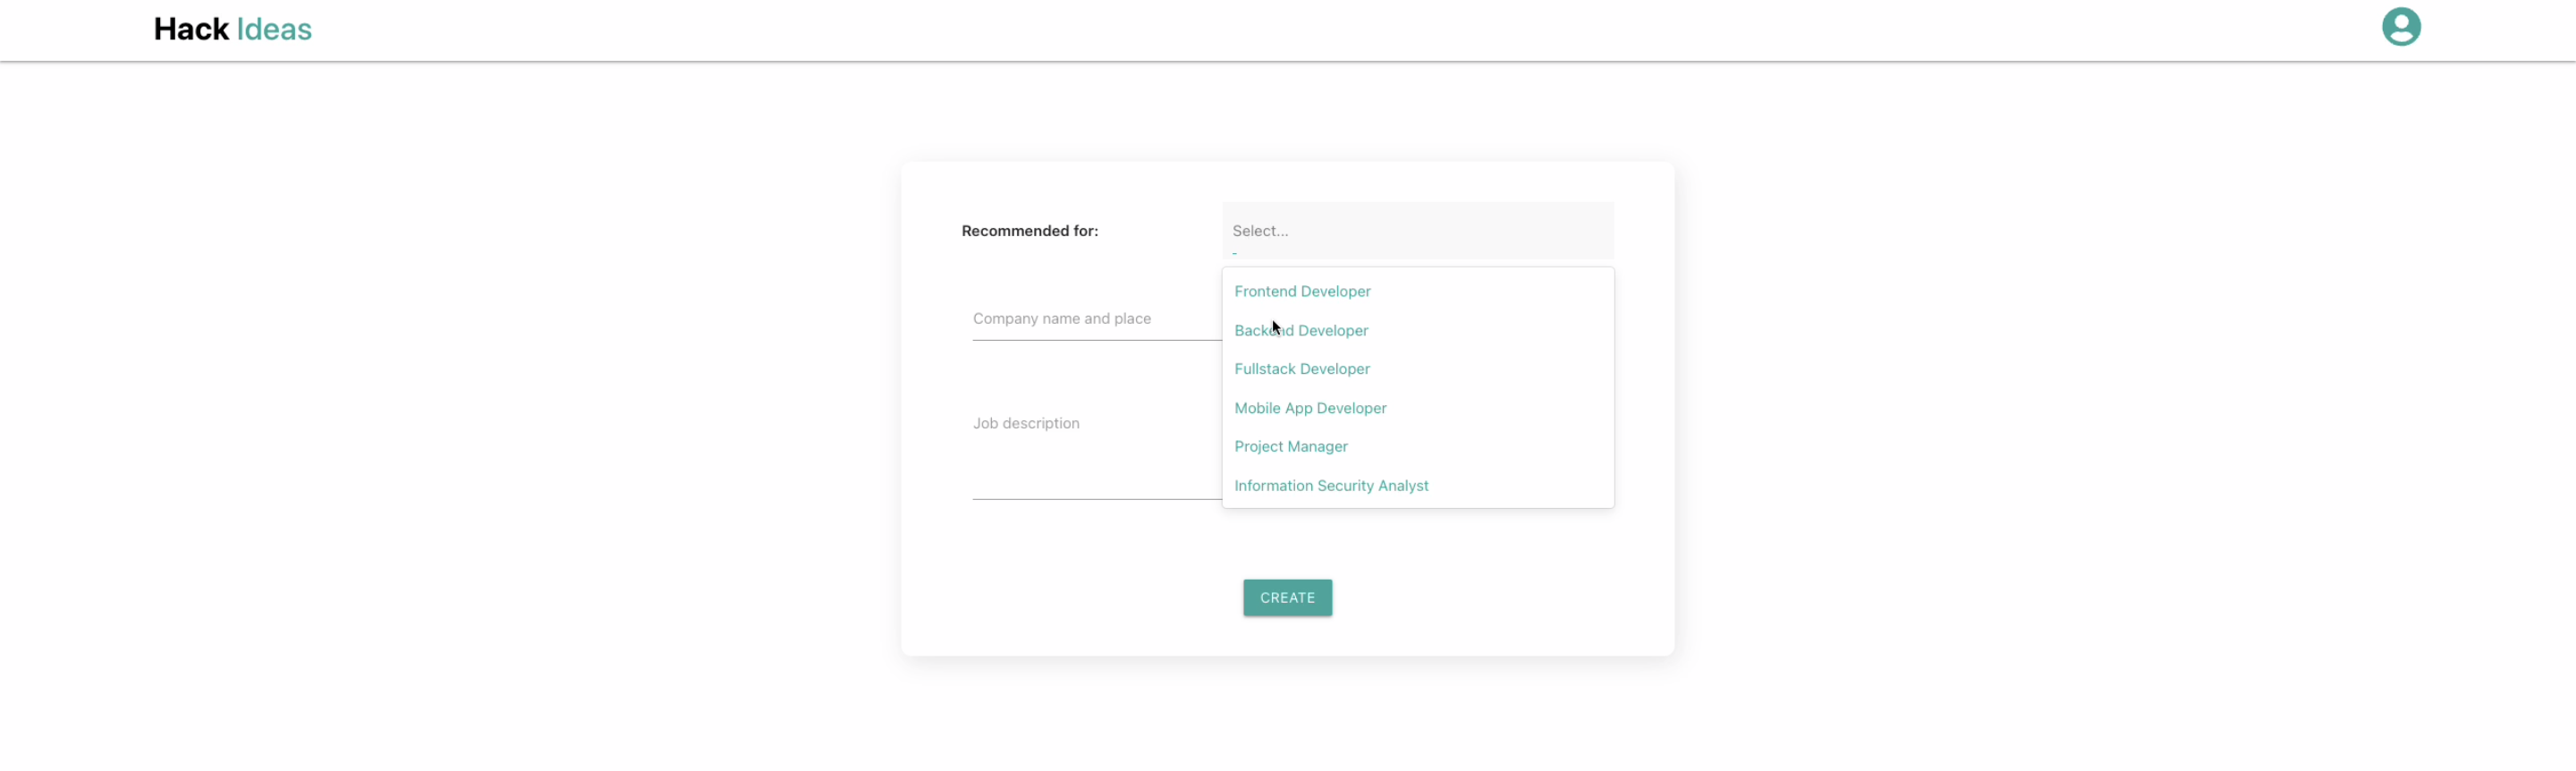 Hack Ideas
Recommended for:
Select...
Frontend Developer
Company name and place
Backend Developer
Fullstack Developer
Mobile App Developer
Job description
Project Manager
Information Security Analyst
CREATE